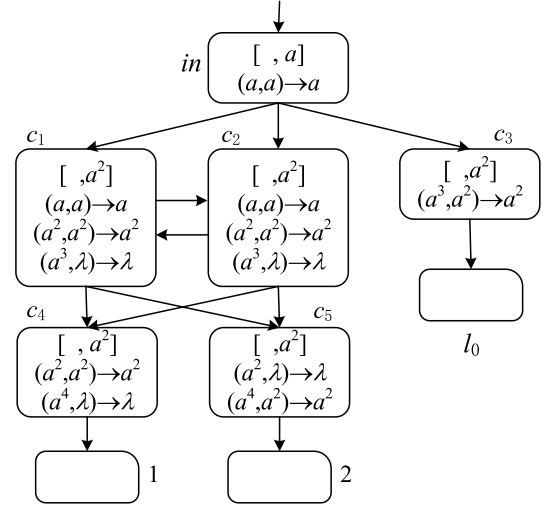 in
[ , a]
(a,a)→a
c₁
[ ,a²]
(a,a)→a
(a²,a²)→a²
(a³,λ)→λ
c₂
[ ,a²]
(a,a)→a
(a²,a²)→a²
(a³,λ)→λ
c₃
[ ,a²]
(a³,a²)→a²
l₀
c₄
[ , a²]
(a²,a²)→a²
(a⁴,λ)→λ
c₅
[ ,a²]
(a²,λ)→λ
(a⁴,a²)→a²
1
2